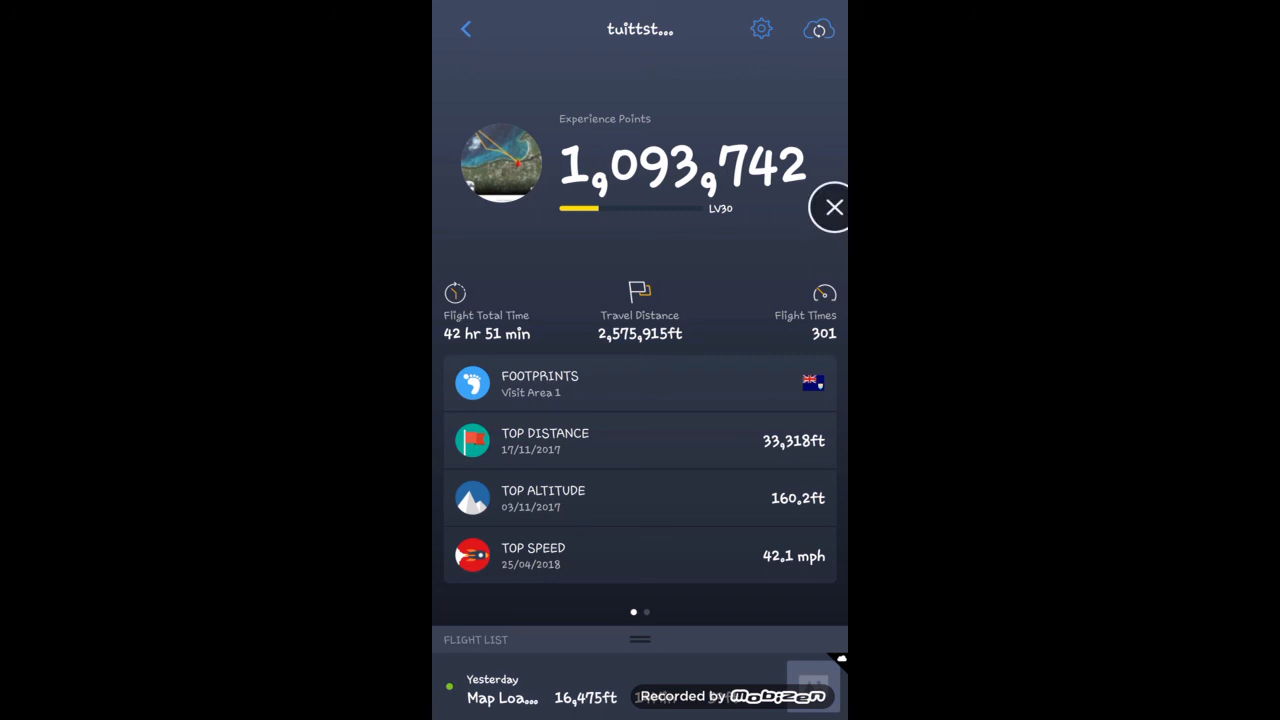 tuittst...
Experience Points
1,093,742
LV30
Flight Total Time
42 hr 51 min
Travel Distance
2,575,915ft
Flight Times
301
FOOTPRINTS
Visit Area 1
TOP DISTANCE
17/11/2017
33,318ft
TOP ALTITUDE
03/11/2017
160.2ft
TOP SPEED
25/04/2018
42.1 mph
FLIGHT LIST
Yesterday
Map Loa... 16,475ft
Recorded by mobizen